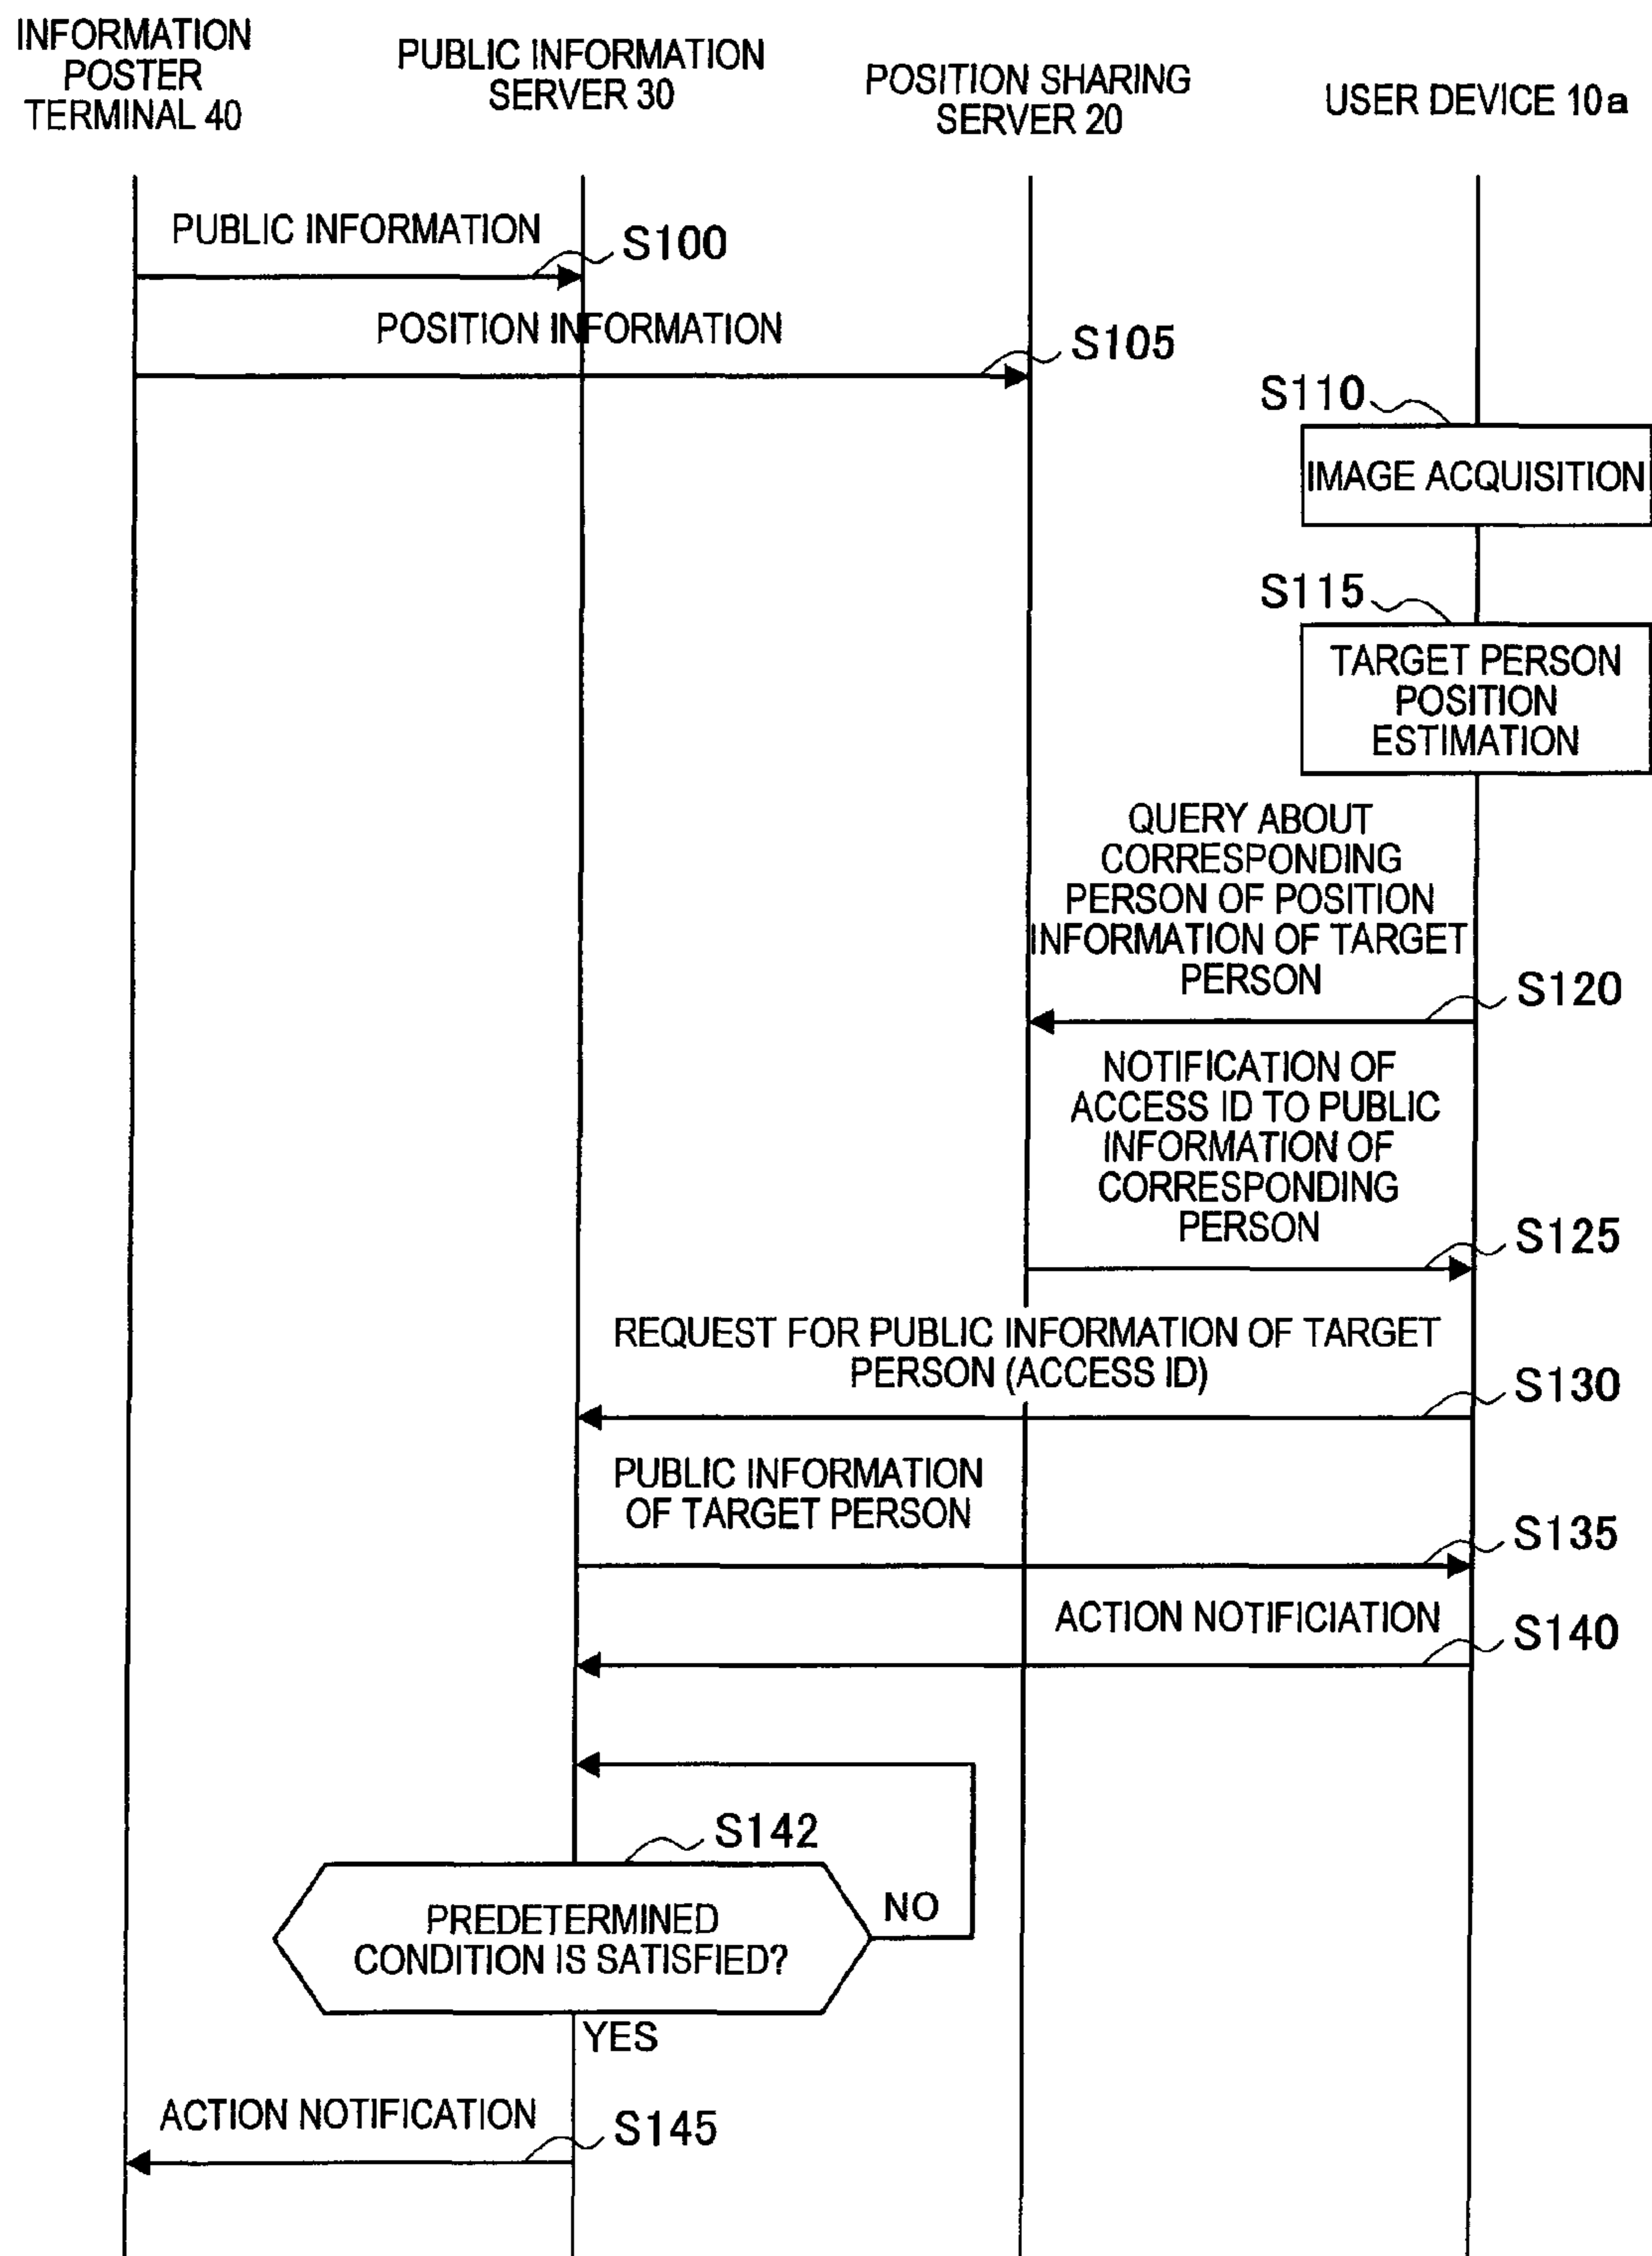 INFORMATION
POSTER
TERMINAL 40
PUBLIC INFORMATION
SERVER 30
POSITION SHARING
SERVER 20
USER DEVICE 10a
PUBLIC INFORMATION
S100
POSITION INFORMATION
S105
S110
IMAGE ACQUISITION
S115
TARGET PERSON
POSITION
ESTIMATION
QUERY ABOUT
CORRESPONDING
PERSON OF POSITION
INFORMATION OF TARGET
PERSON
S120
NOTIFICATION OF
ACCESS ID TO PUBLIC
INFORMATION OF
CORRESPONDING
PERSON
S125
REQUEST FOR PUBLIC INFORMATION OF TARGET
PERSON (ACCESS ID)
S130
PUBLIC INFORMATION
OF TARGET PERSON
S135
ACTION NOTIFICIATION
S140
S142
PREDETERMINED
CONDITION IS SATISFIED?
NO
YES
ACTION NOTIFICATION
S145